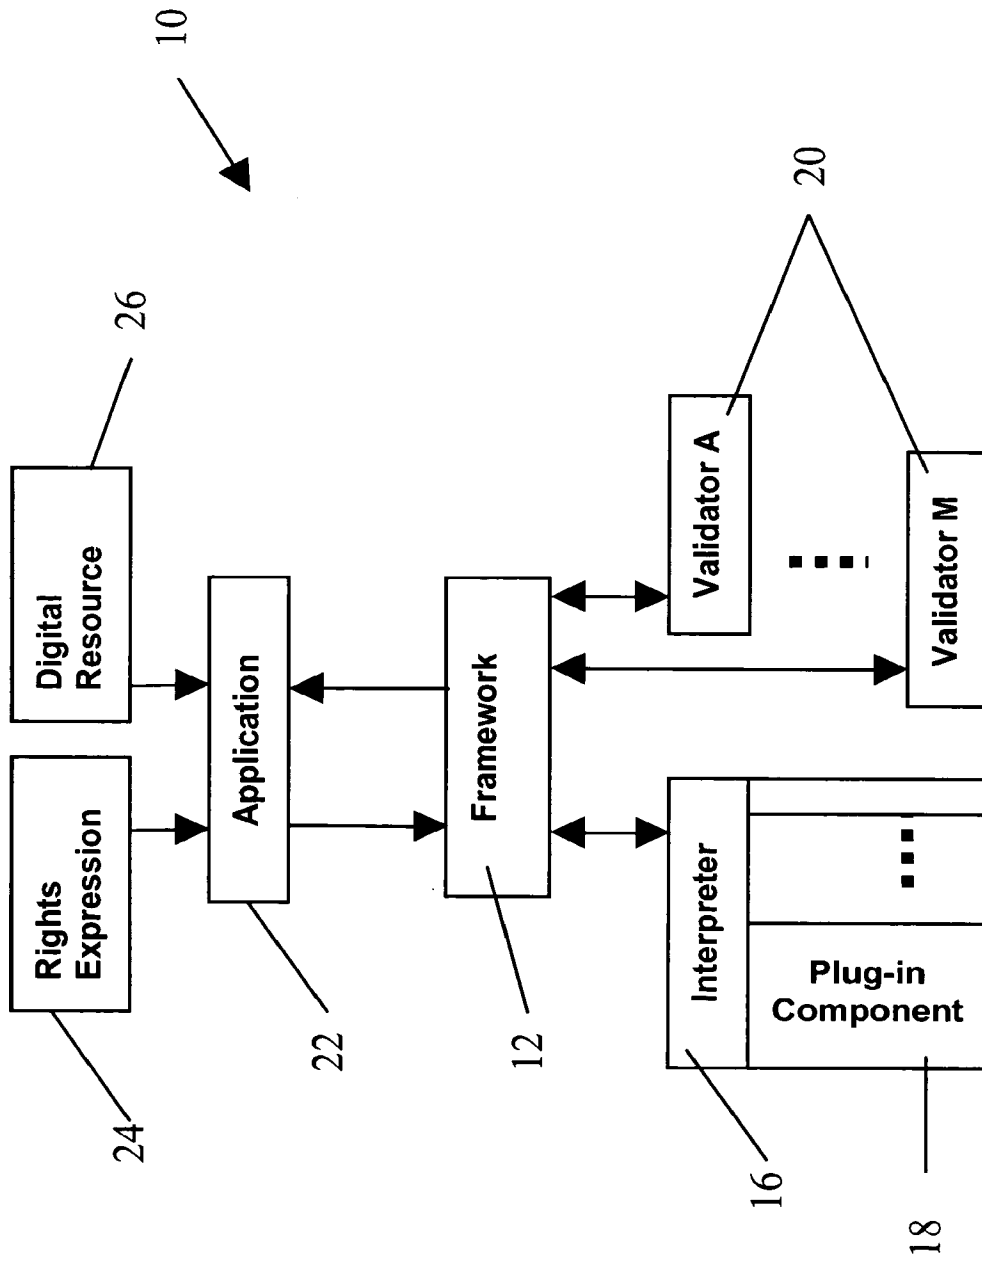 10
26
Digital
Resource
Rights
Expression
24
Application
22
Framework
12
20
Validator A
Validator M
Interpreter
16
Plug-in
Component
18